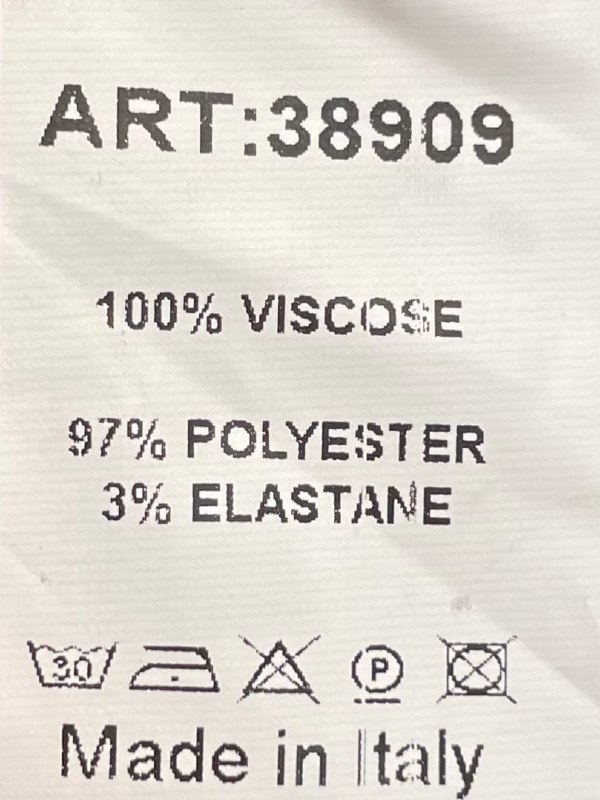 ART:38909
100% VISCOSE
97% POLYESTER
3% ELASTANE
30 P
Made in Italy